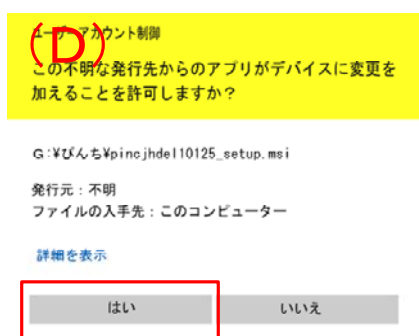 (D)
ユーザーアカウント制御
この不明な発行先からのアプリがデバイスに変更を
加えることを許可しますか？
G:¥ぴんち¥pincjhdel10125_setup.msi
発行元：不明
ファイルの入手先：このコンピューター
詳細を表示
はい
いいえ